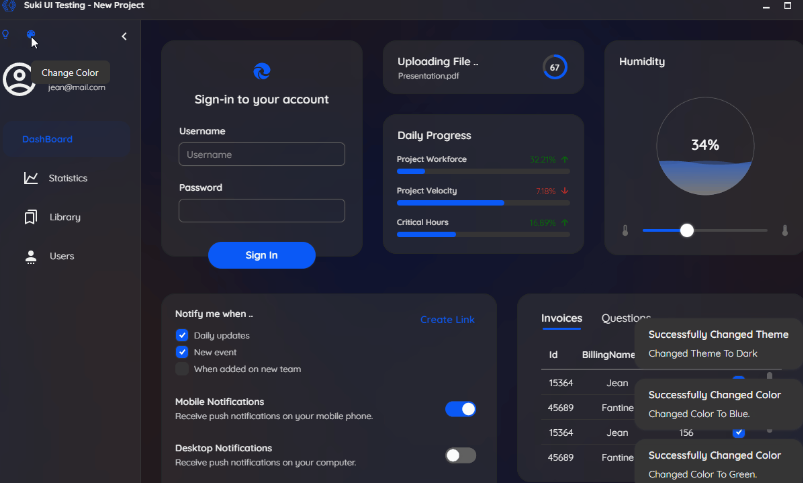 Suki UI Testing - New Project
Change Color
jean@mail.com
DashBoard
Statistics
Library
Users
Sign-in to your account
Username
Username
Password
Sign In
Uploading File ..
Presentation.pdf
67
Daily Progress
Project Workforce
32.21%
Project Velocity
7.18%
Critical Hours
16.49%
Humidity
34%
Notify me when ..
Create Link
Daily updates
New event
When added on new team
Mobile Notifications
Receive push notifications on your mobile phone.
Desktop Notifications
Receive push notifications on your computer.
Invoices
Questions
Id
BillingName
15364 Jean
45689 Fantine
15364 Jean 156
45689 Fantine
Successfully Changed Theme
Changed Theme To Dark
Successfully Changed Color
Changed Color To Blue.
Successfully Changed Color
Changed Color To Green.